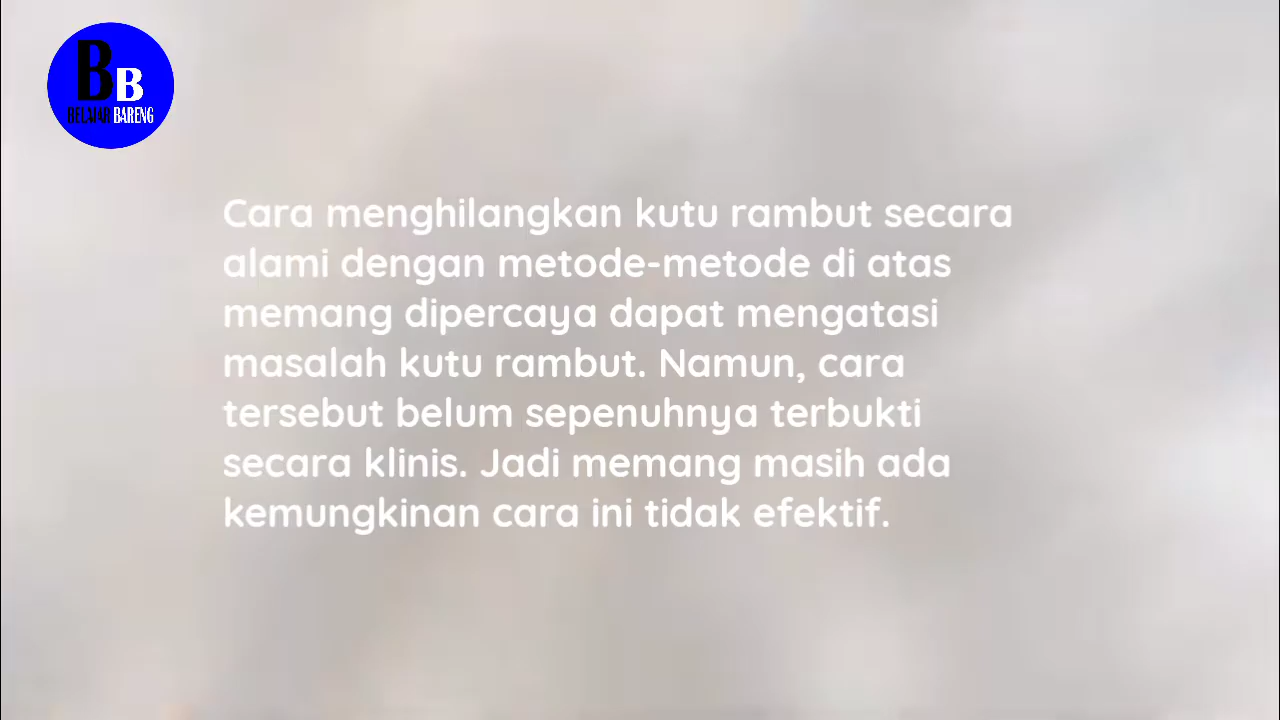 BB
BELAJAR BARENG
Cara menghilangkan kutu rambut secara
alami dengan metode-metode di atas
memang dipercaya dapat mengatasi
masalah kutu rambut. Namun, cara
tersebut belum sepenuhnya terbukti
secara klinis. Jadi memang masih ada
kemungkinan cara ini tidak efektif.